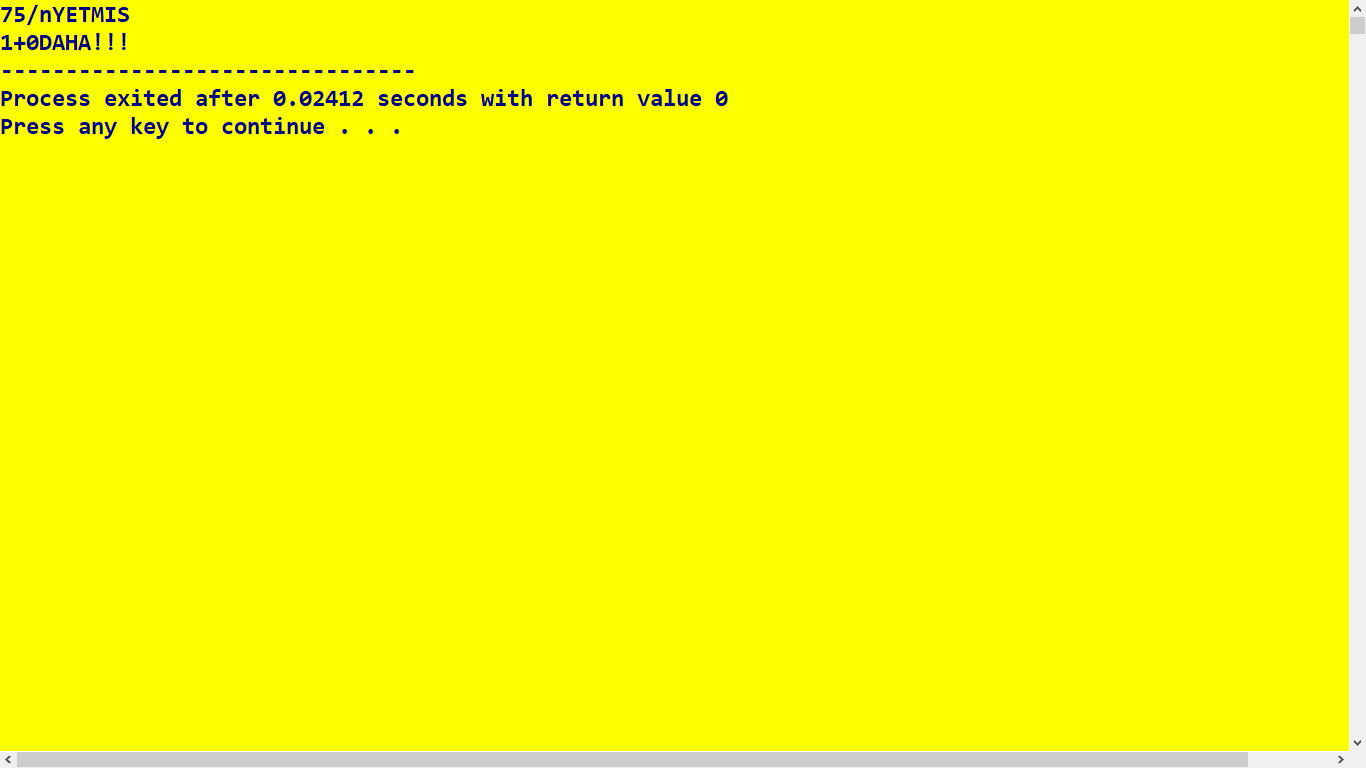 75/nYETMIS
1+0DAHA!!!
--------------------------------
Process exited after 0.02412 seconds with return value 0
Press any key to continue . . .